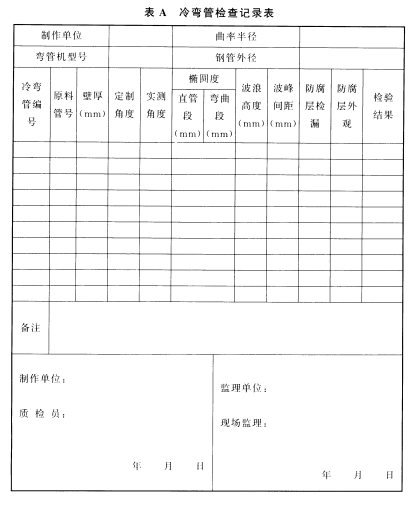 表 A 冷弯管检查记录表
制作单位 曲率半径
弯管机型号 钢管外径
冷弯管编号 原料管号 壁厚(mm) 定制角度 实测角度 椭圆度 直管段(mm) 弯曲段(mm) 波浪高度(mm) 波峰间距(mm) 防腐层检漏 防腐层外观 检验结果
备注
制作单位：
质 检 员：
年 月 日
监理单位：
现场监理：
年 月 日